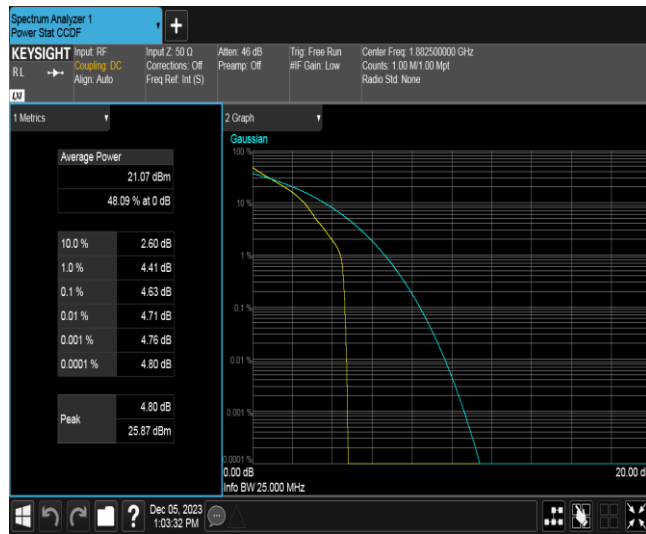 Spectrum Analyzer 1
Power Stat CCDF
+
KEYSIGHT Input: RF Input Z: 50 Ω Atten: 46 dB Trig: Free Run Center Freq: 1.882500000 GHz
RL Coupling: DC Corrections: Off Preamp: Off #IF Gain: Low Counts: 1.00 M/1.00 Mpt
Align: Auto Freq Ref: Int (S) Radio Std: None
LXI
1 Metrics 2 Graph
Gaussian
Average Power
21.07 dBm
48.09 % at 0 dB
10.0 % 2.60 dB
1.0 % 4.41 dB
0.1 % 4.63 dB
0.01 % 4.71 dB
0.001 % 4.76 dB
0.0001 % 4.80 dB
Peak 4.80 dB
25.87 dBm
100 %
10 %
1 %
0.1 %
0.01 %
0.001 %
0.0001 %
0.00 dB 20.00 d
Info BW 25.000 MHz
? Dec 05, 2023
1:03:32 PM